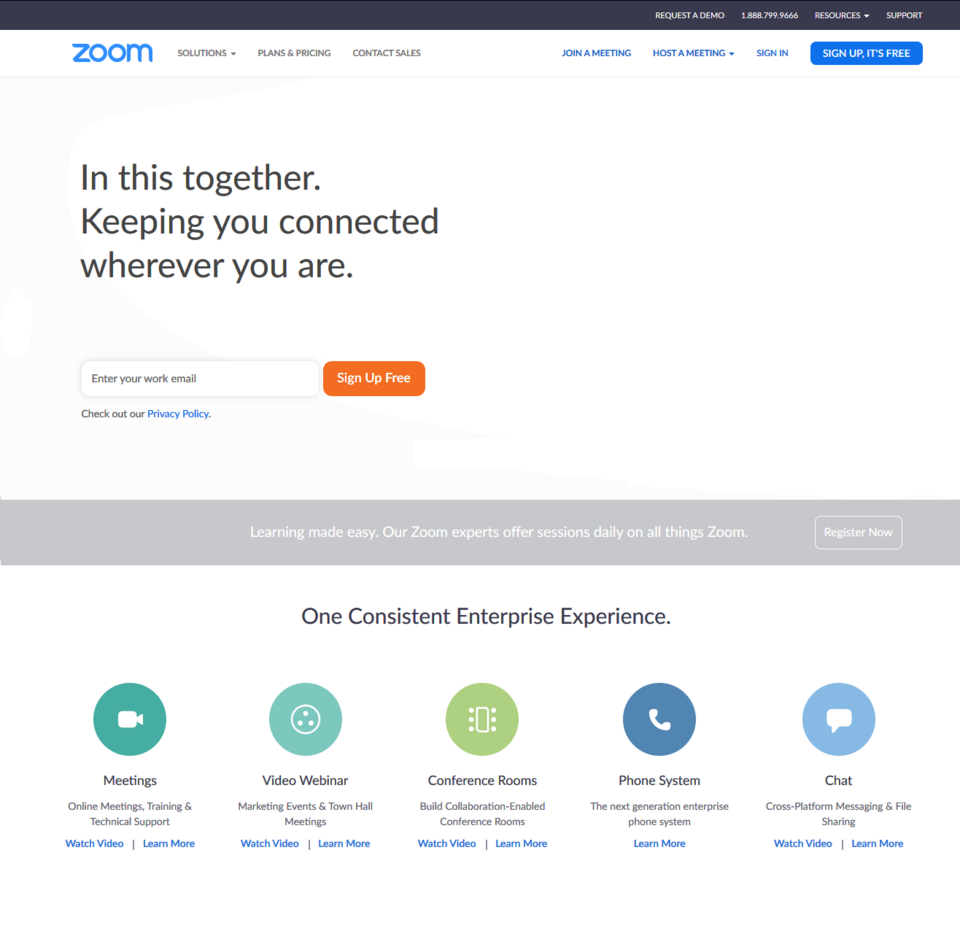 REQUEST A DEMO 1.888.799.9666 RESOURCES SUPPORT
zoom SOLUTIONS PLANS & PRICING CONTACT SALES JOIN A MEETING HOST A MEETING SIGN IN SIGN UP, IT'S FREE
In this together.
Keeping you connected
wherever you are.
Enter your work email Sign Up Free
Check out our Privacy Policy.
Learning made easy. Our Zoom experts offer sessions daily on all things Zoom. Register Now
One Consistent Enterprise Experience.
Meetings
Online Meetings, Training &
Technical Support
Watch Video | Learn More
Video Webinar
Marketing Events & Town Hall
Meetings
Watch Video | Learn More
Conference Rooms
Build Collaboration-Enabled
Conference Rooms
Watch Video | Learn More
Phone System
The next generation enterprise
phone system
Learn More
Chat
Cross-Platform Messaging & File
Sharing
Watch Video | Learn More